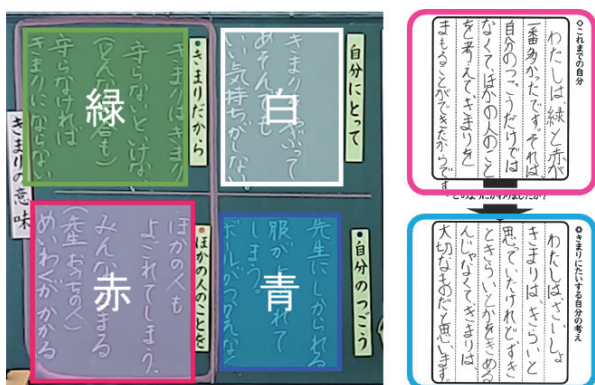 きまりの意味
緑
きまりだから
きまりはきまり
守らないといけない
(どんな　も)
守らなければ
きまりにならない
白
自分にとって
きまりやぶって
あそんでも
いい気持ちがしない
赤
ほかの人のことを
ほかの人も
よごれてしまう。
みんな　まる
(先生 おうちの人)
めいわくがかかる
青
自分のつごう
先生にしかられる
服がよごれて
しまう。
ボールがつかえない
◇これまでの自分
わたしは緑と赤が
一番多かったです。それは、
自分のつごうだけでは
なくて、ほかの人のこと
を考えて、きまりを
まもることができたからです。
◎きまりにたいする自分の考え
わたしは、さいしょ
きまりは、きらいと
思っていたけれど、すき
ときらいとかをきめる
んじゃなくて、きまりは、
大切なものだと思います。